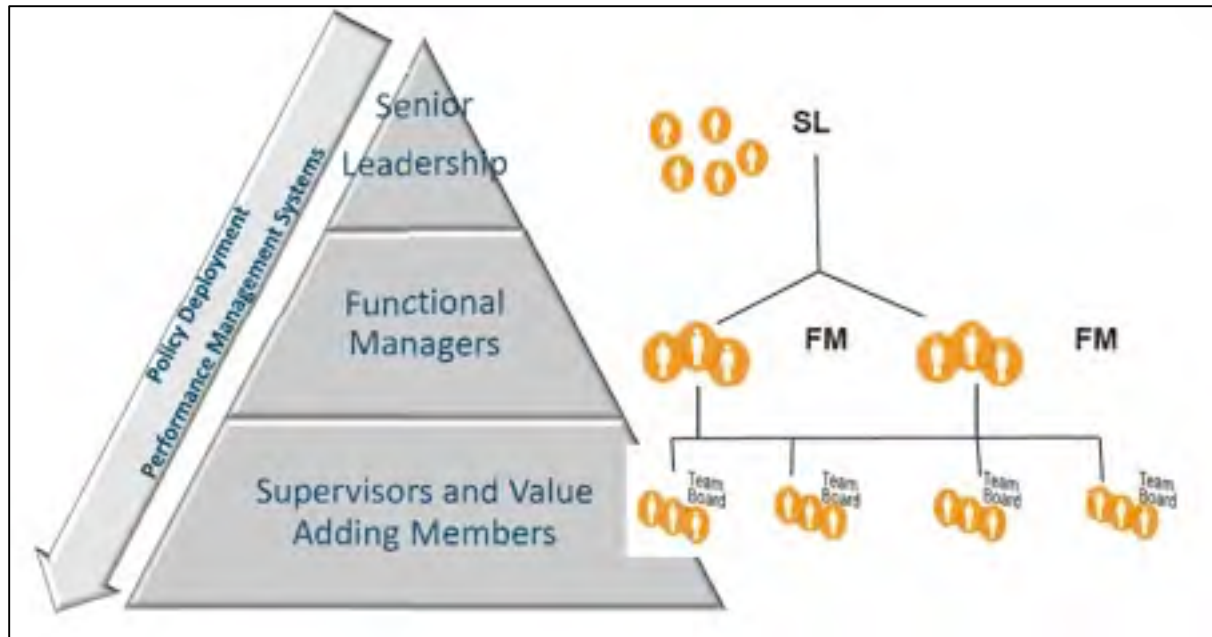 Policy Deployment
Performance Management Systems
Senior
Leadership
Functional
Managers
Supervisors and Value
Adding Members
SL
FM
FM
Team
Board
Team
Board
Team
Board
Team
Board